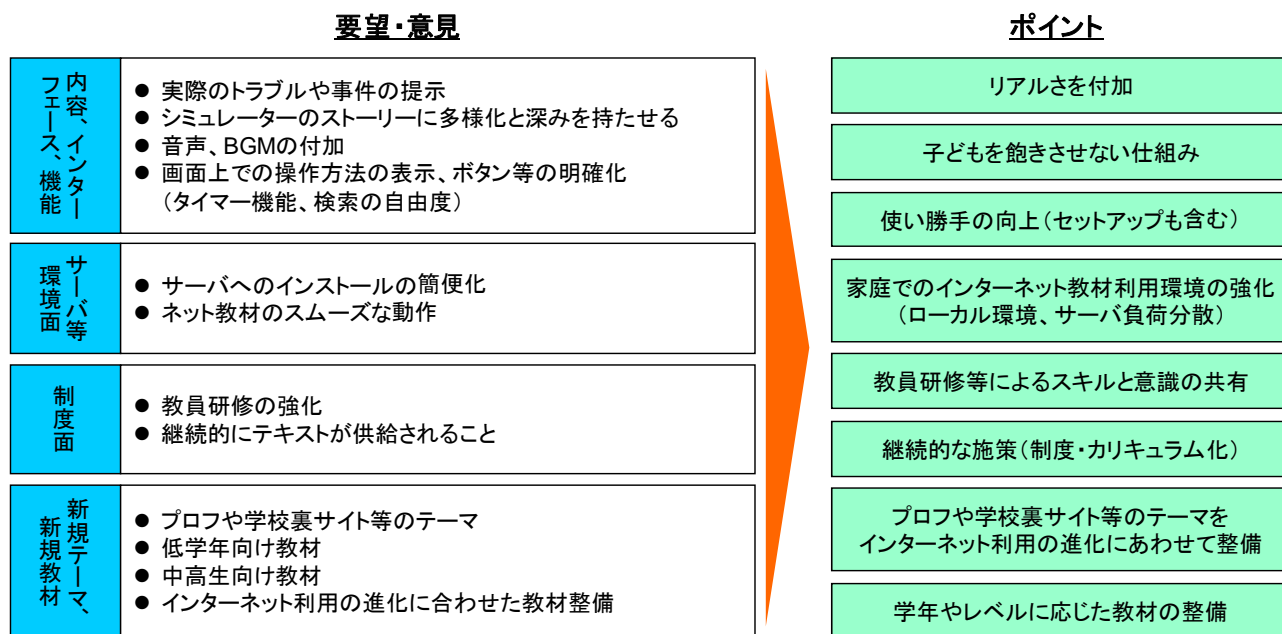 要望・意見
ポイント
内容、インター
フェース、機能
● 実際のトラブルや事件の提示
● シミュレーターのストーリーに多様化と深みを持たせる
● 音声、BGMの付加
● 画面上での操作方法の表示、ボタン等の明確化
（タイマー機能、検索の自由度）
サーバ等
環境面
● サーバへのインストールの簡便化
● ネット教材のスムーズな動作
制度面
● 教員研修の強化
● 継続的にテキストが供給されること
新規テーマ、
新規教材
● プロフや学校裏サイト等のテーマ
● 低学年向け教材
● 中高生向け教材
● インターネット利用の進化に合わせた教材整備
リアルさを付加
子どもを飽きさせない仕組み
使い勝手の向上（セットアップも含む）
家庭でのインターネット教材利用環境の強化
（ローカル環境、サーバ負荷分散）
教員研修等によるスキルと意識の共有
継続的な施策（制度・カリキュラム化）
プロフや学校裏サイト等のテーマを
インターネット利用の進化にあわせて整備
学年やレベルに応じた教材の整備